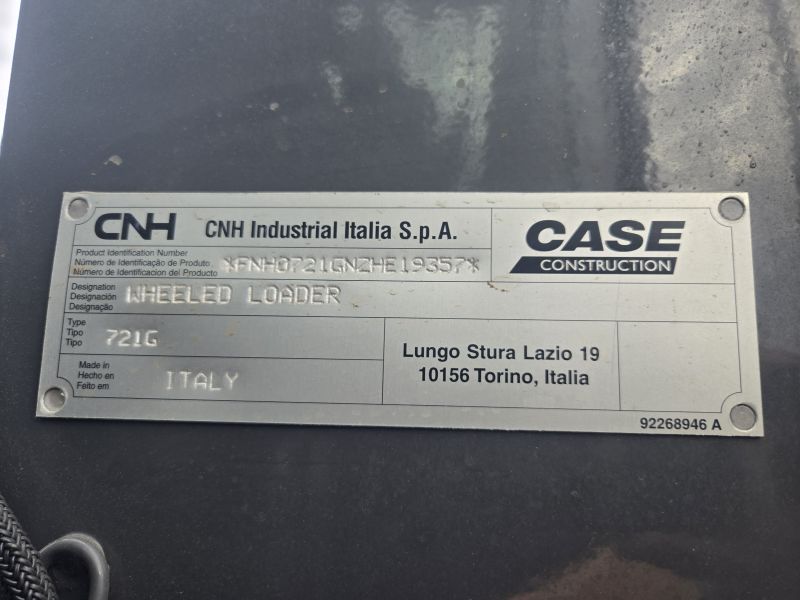 CNH CNH Industrial Italia S.p.A.
CASE
CONSTRUCTION
Product Identification Number
Número de Identificação de Produto
Número de Identificacion del Producto
*FNH0721GNZHE19357*
Designation
Designación
Designação
WHEELED LOADER
Type
Tipo
Tipo
721G
Made in
Hecho en
Feito em
ITALY
Lungo Stura Lazio 19
10156 Torino, Italia
92268946 A